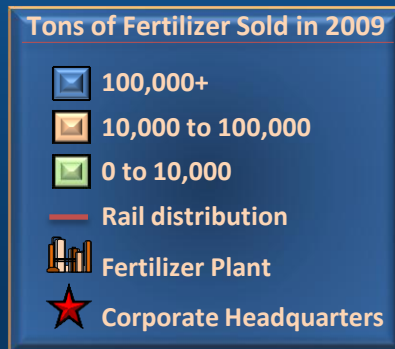 Tons of Fertilizer Sold in 2009
100,000+
10,000 to 100,000
0 to 10,000
Rail distribution
Fertilizer Plant
Corporate Headquarters